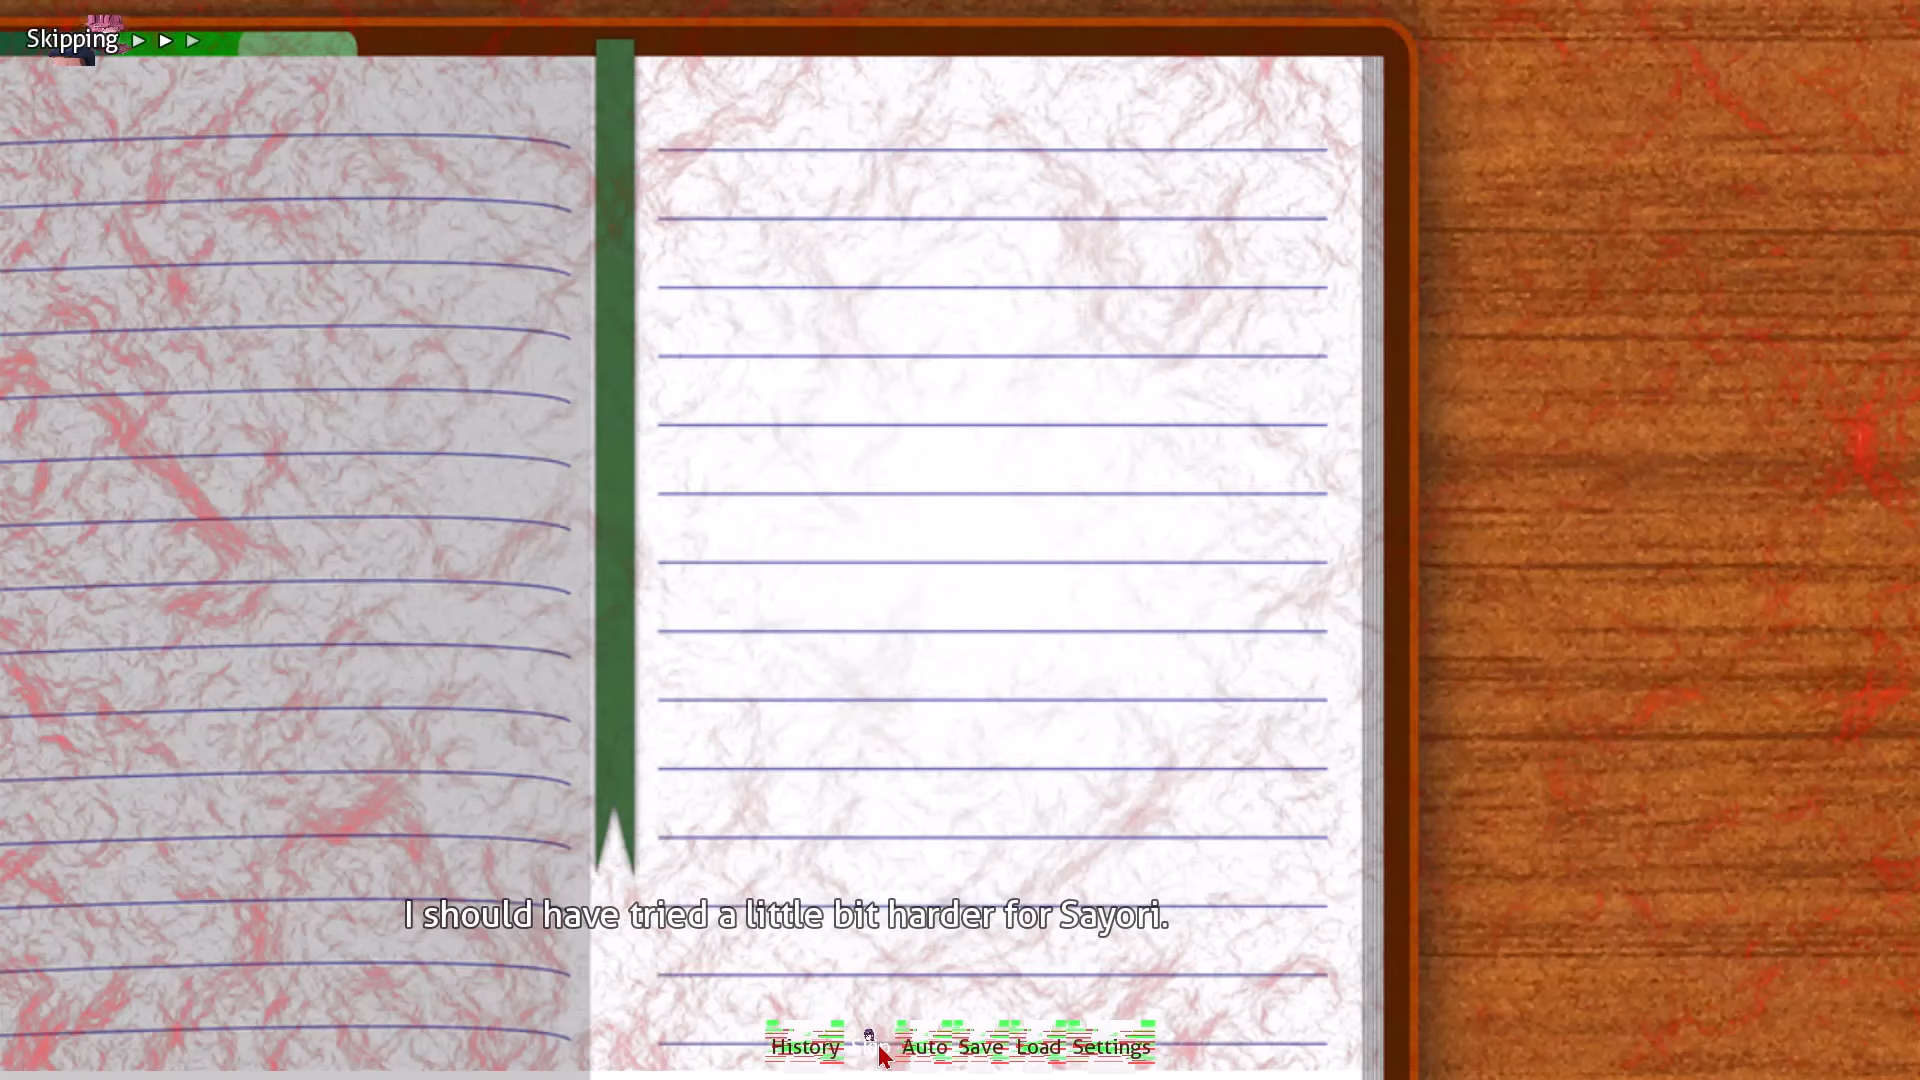 Skipping
I should have tried a little bit harder for Sayori.
History Auto Save Load Settings